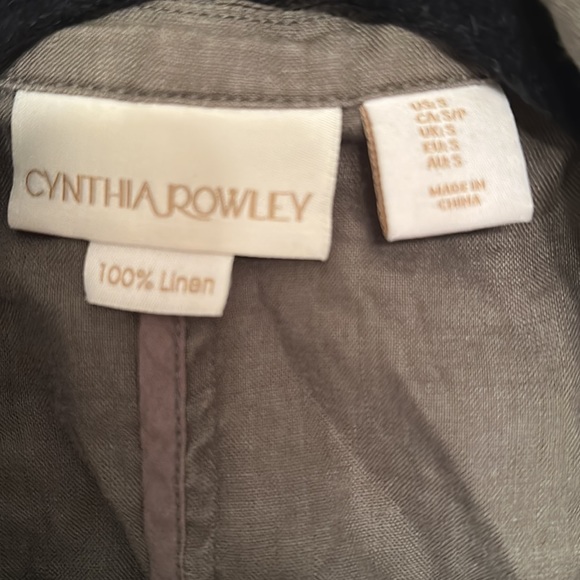 CYNTHIA ROWLEY
100% Linen
US: S
CA: S/P
UK: S
EU: S
AU: S
MADE IN
CHINA